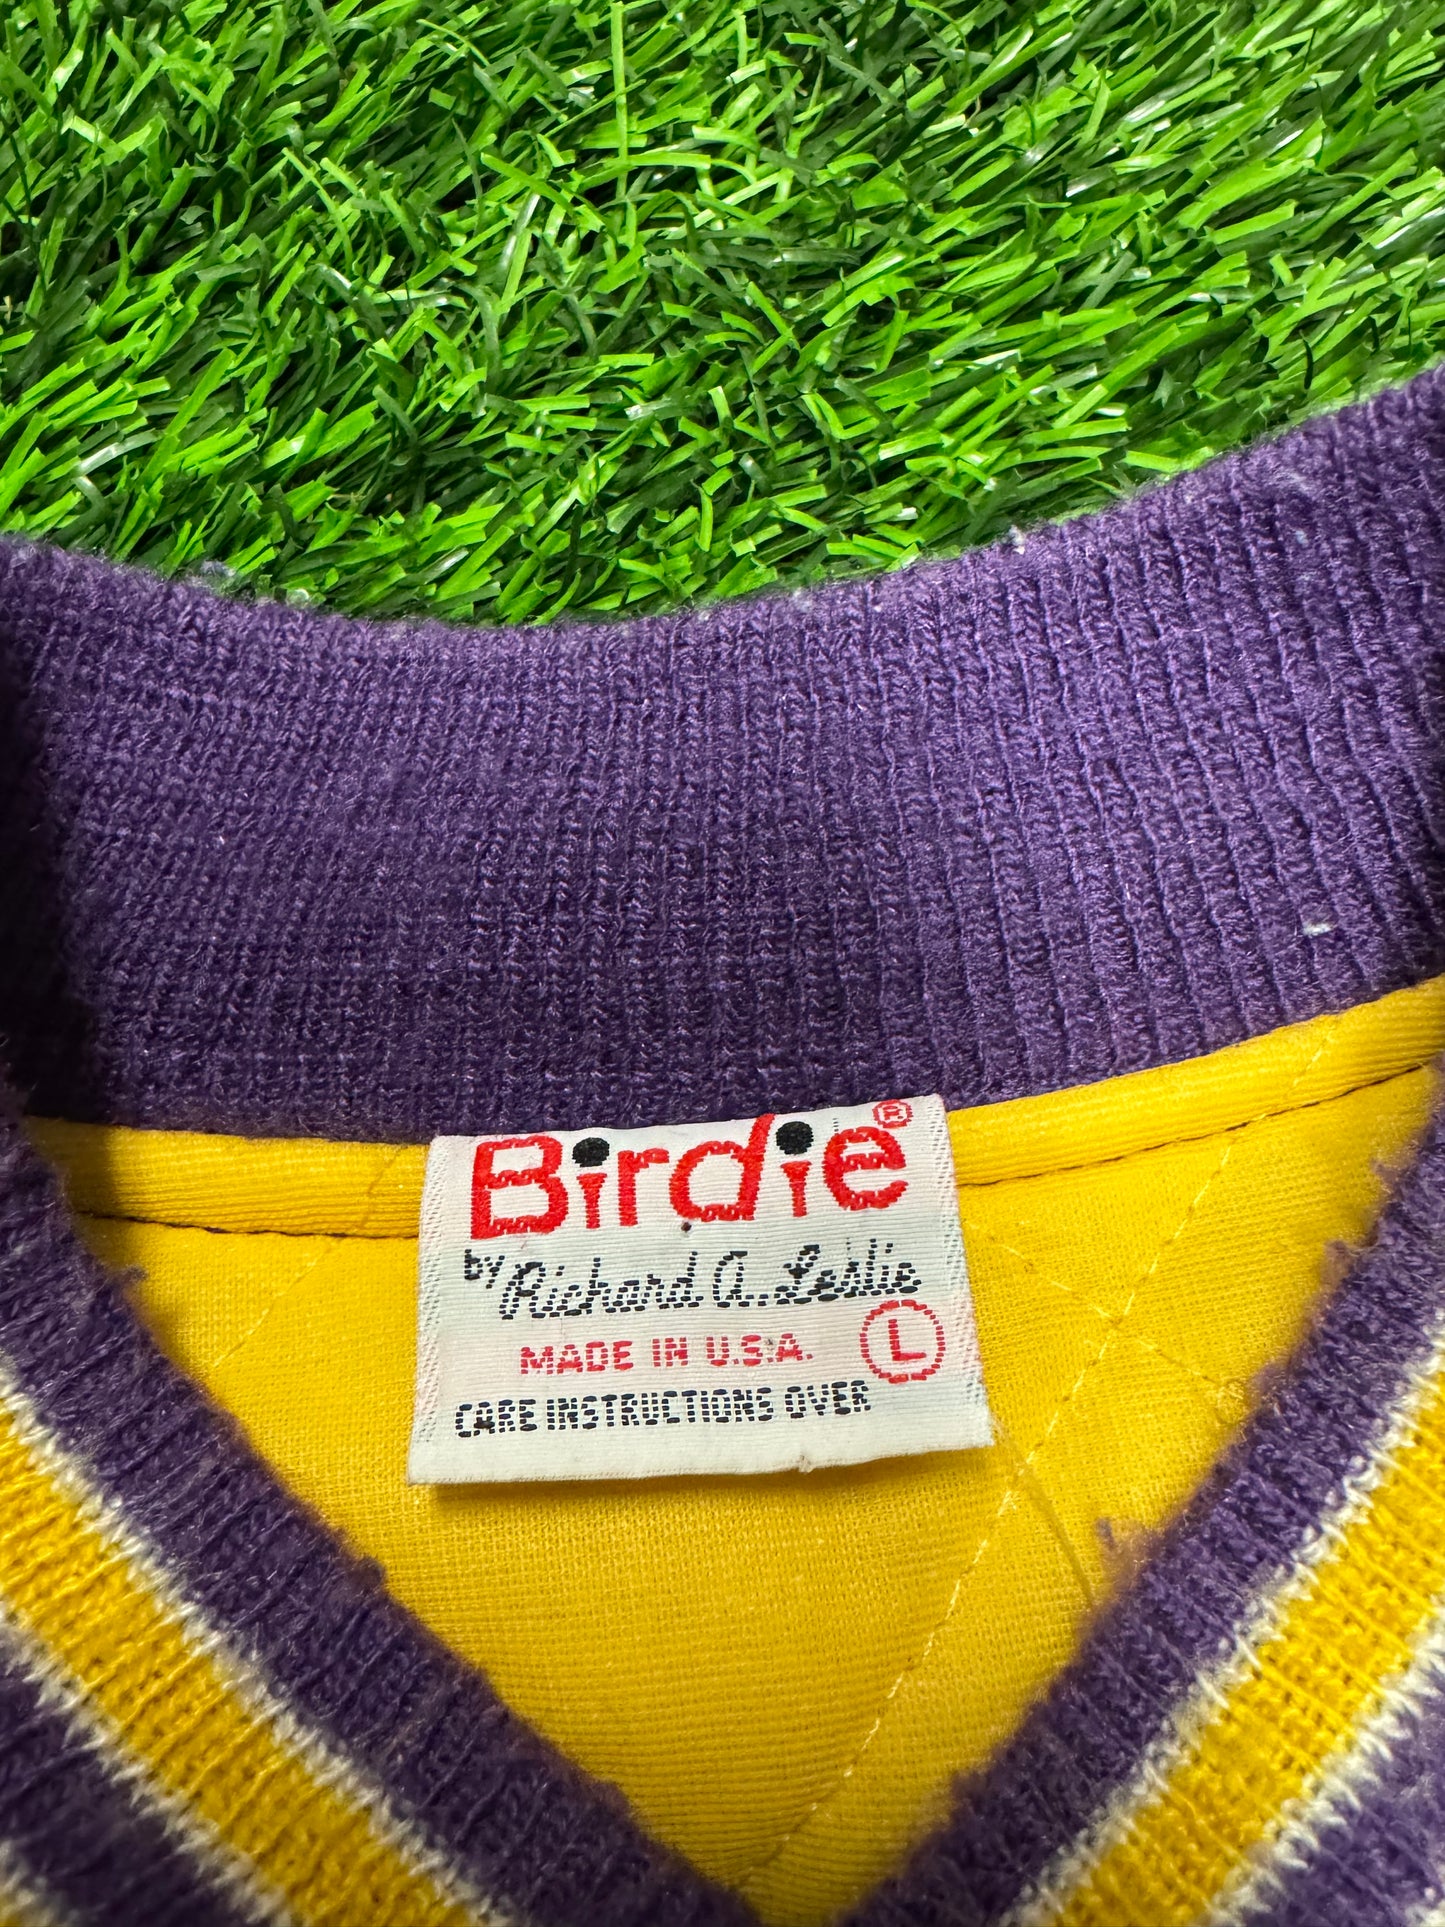 Birdie®
by Richard A. Leslie
MADE IN U.S.A. L
CARE INSTRUCTIONS OVER